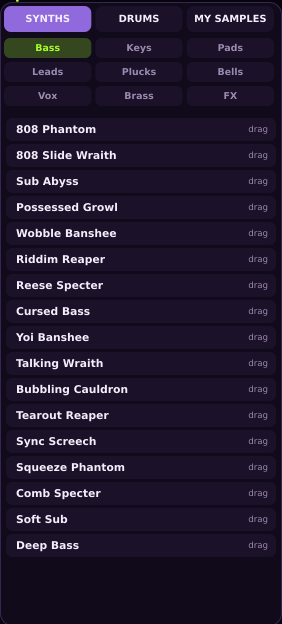 SYNTHS DRUMS MY SAMPLES
Bass Keys Pads
Leads Plucks Bells
Vox Brass FX
808 Phantom drag
808 Slide Wraith drag
Sub Abyss drag
Possessed Growl drag
Wobble Banshee drag
Riddim Reaper drag
Reese Specter drag
Cursed Bass drag
Yoi Banshee drag
Talking Wraith drag
Bubbling Cauldron drag
Tearout Reaper drag
Sync Screech drag
Squeeze Phantom drag
Comb Specter drag
Soft Sub drag
Deep Bass drag